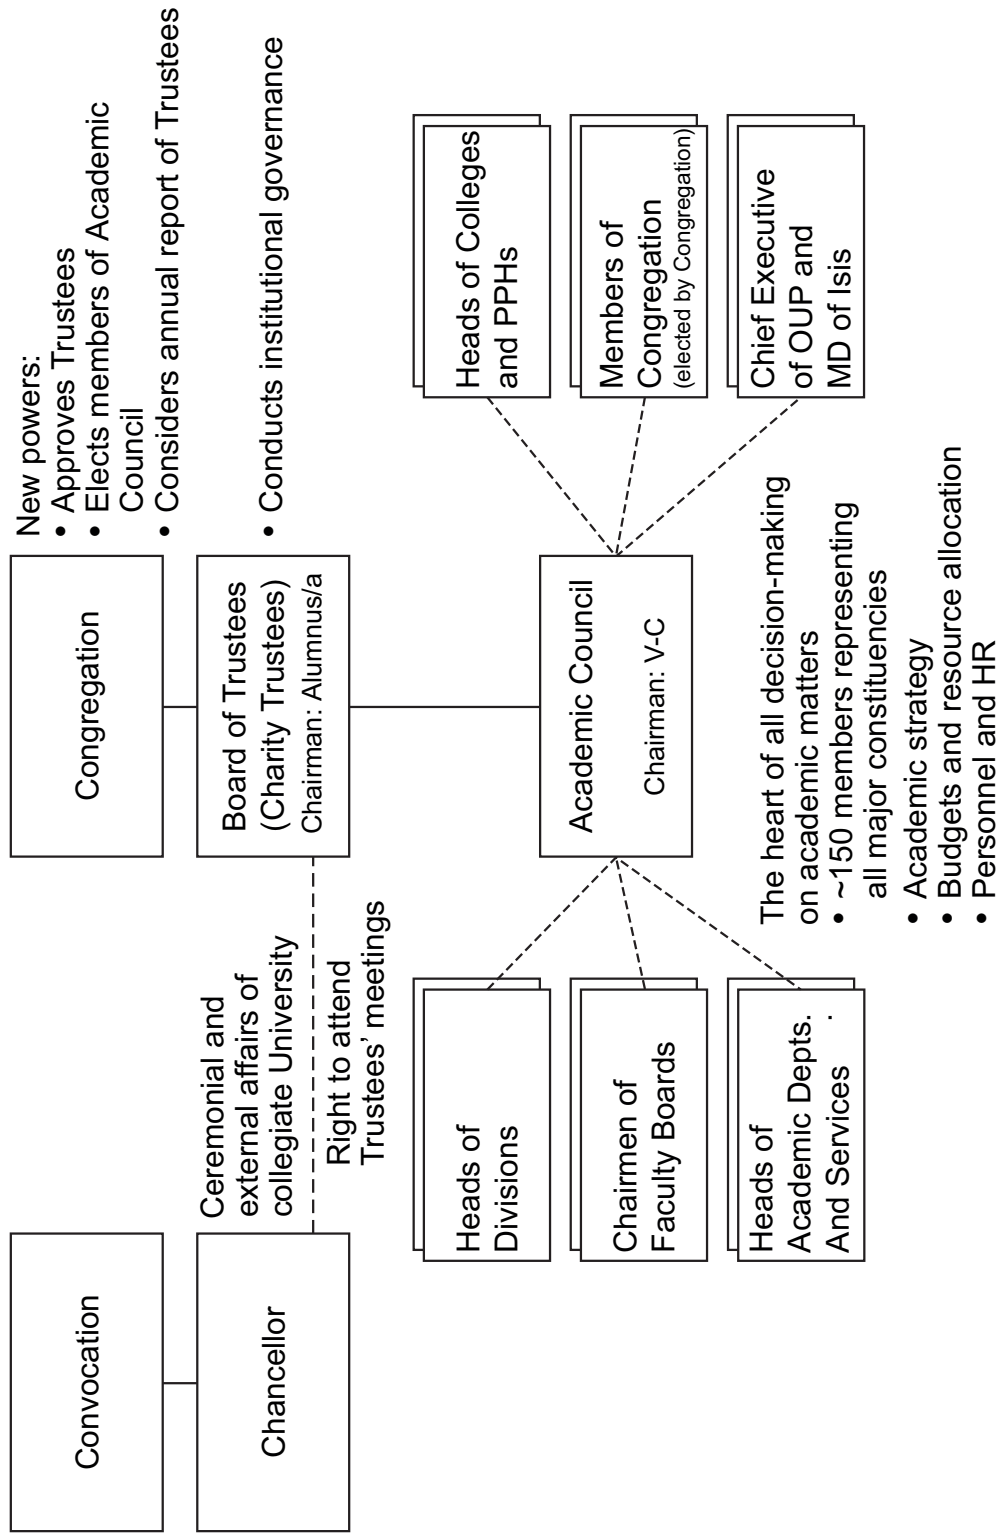 Convocation
Chancellor
Ceremonial and
external affairs of
collegiate University
Right to attend
Trustees' meetings
Congregation
New powers:
• Approves Trustees
• Elects members of Academic
Council
• Considers annual report of Trustees
Board of Trustees
(Charity Trustees)
Chairman: Alumnus/a
• Conducts institutional governance
Heads of
Divisions
Chairmen of
Faculty Boards
Heads of
Academic Depts. .
And Services
Academic Council
Chairman: V-C
Heads of Colleges
and PPHs
Members of
Congregation
(elected by Congregation)
Chief Executive
of OUP and
MD of Isis
The heart of all decision-making
on academic matters
• ~150 members representing
all major constituencies
• Academic strategy
• Budgets and resource allocation
• Personnel and HR